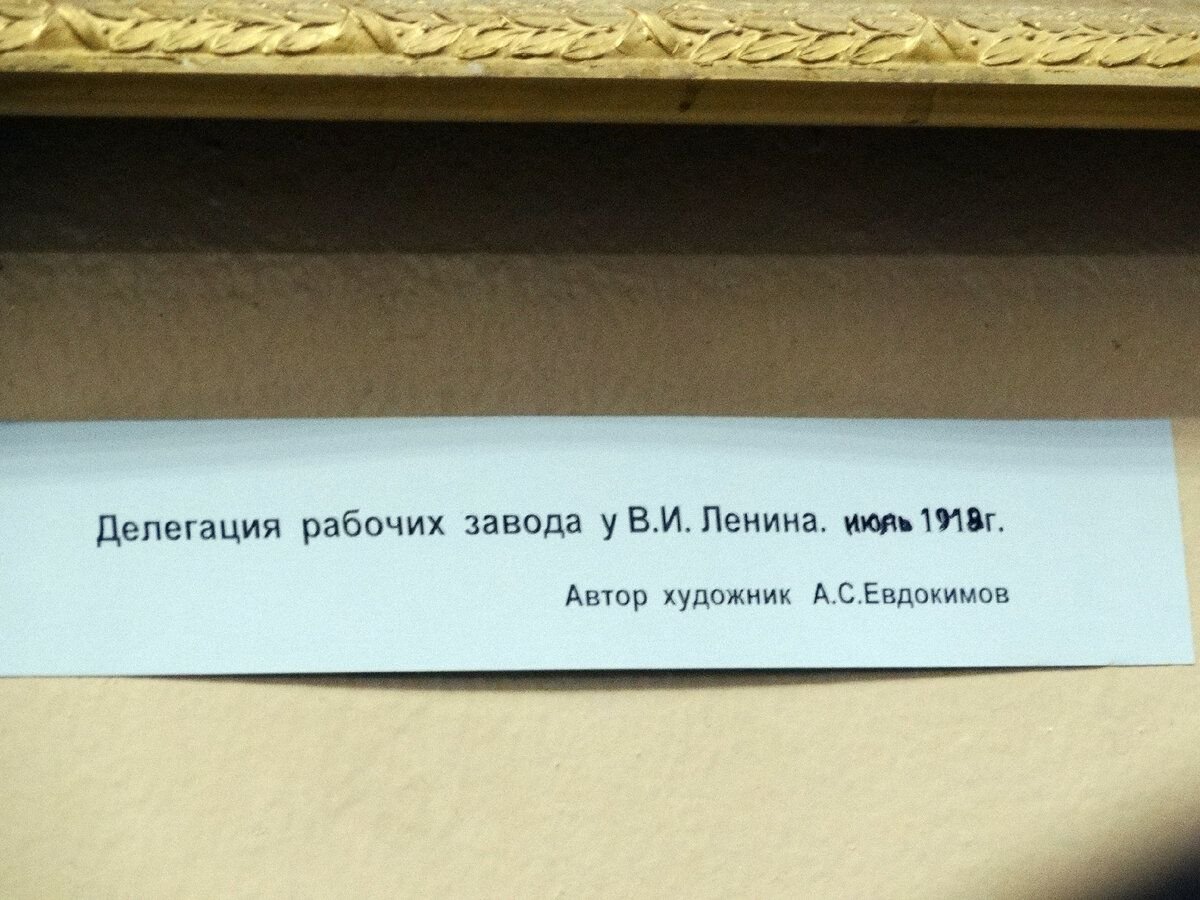 Делегация рабочих завода у В.И. Ленина. июль 1918г.
Автор художник А.С.Евдокимов